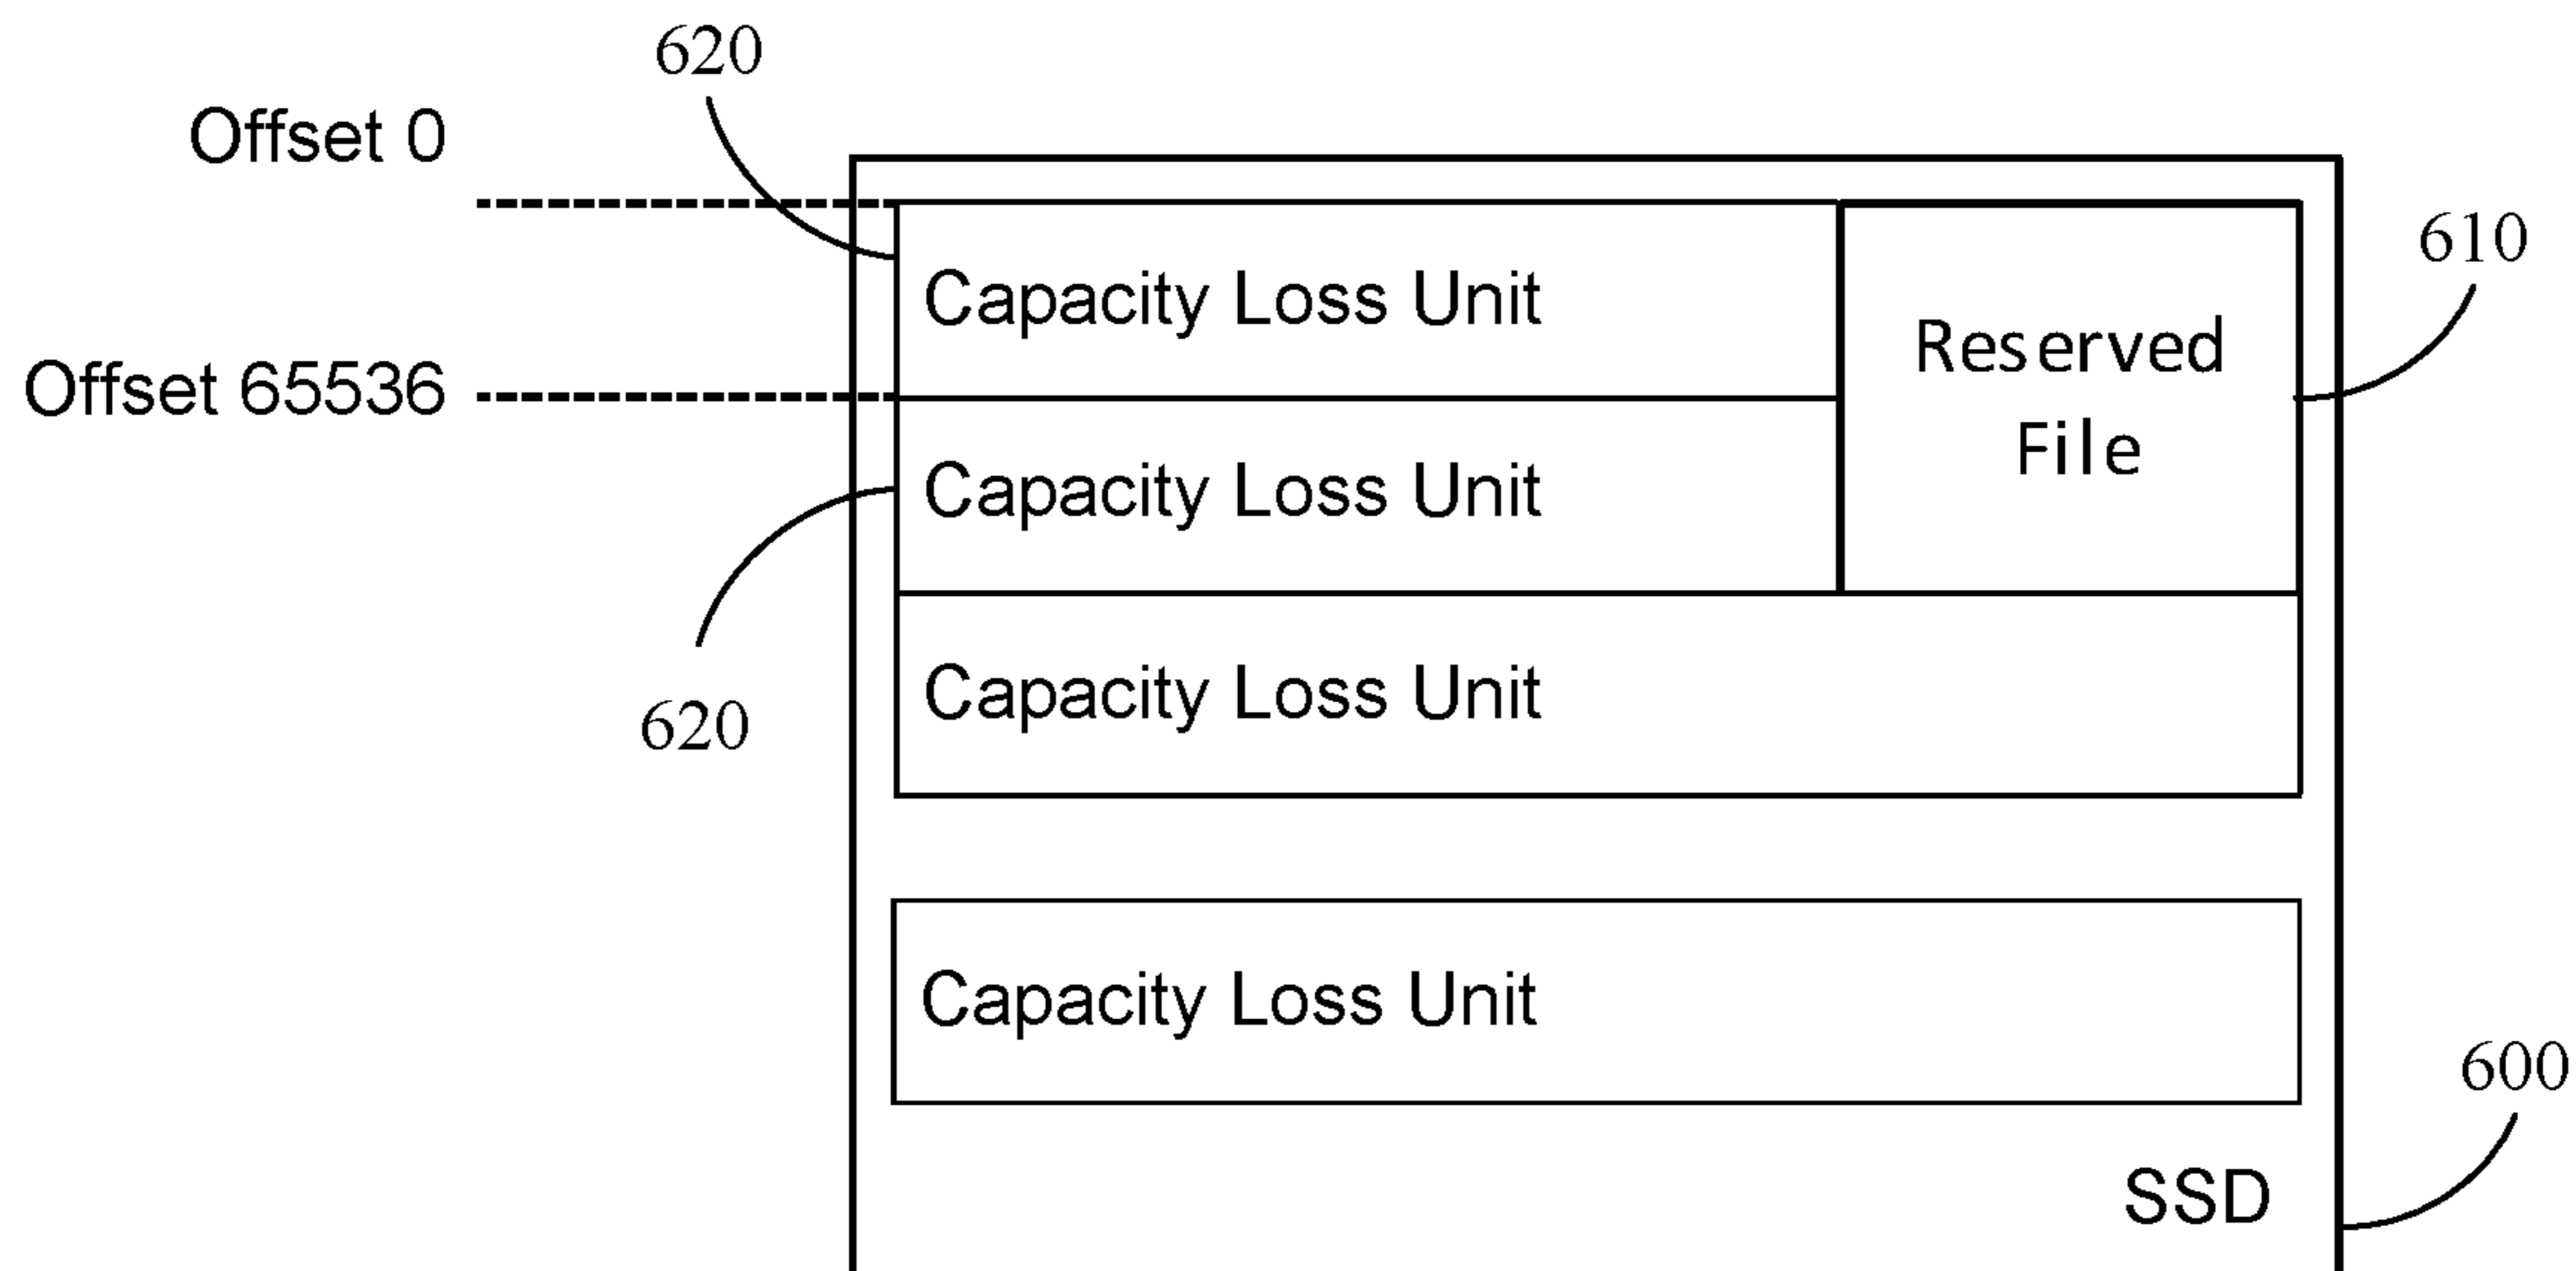 620
Offset 0
610
Capacity Loss Unit
Reserved
File
Offset 65536
Capacity Loss Unit
Capacity Loss Unit
620
Capacity Loss Unit
600
SSD